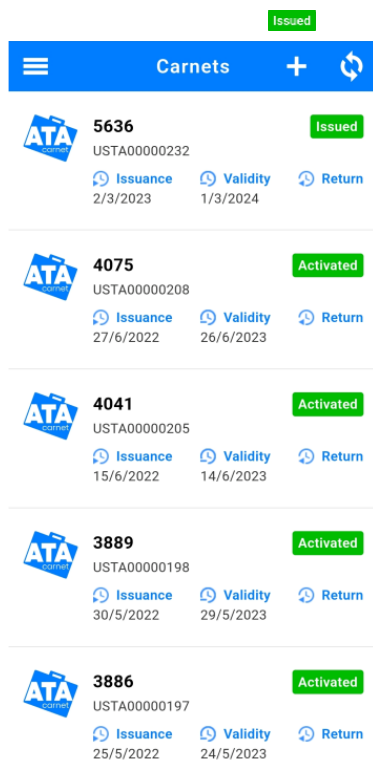 Issued
Carnets
ATA carnet
5636
Issued
USTA00000232
Issuance Validity Return
2/3/2023 1/3/2024
ATA carnet
4075
Activated
USTA00000208
Issuance Validity Return
27/6/2022 26/6/2023
ATA carnet
4041
Activated
USTA00000205
Issuance Validity Return
15/6/2022 14/6/2023
ATA carnet
3889
Activated
USTA00000198
Issuance Validity Return
30/5/2022 29/5/2023
ATA carnet
3886
Activated
USTA00000197
Issuance Validity Return
25/5/2022 24/5/2023